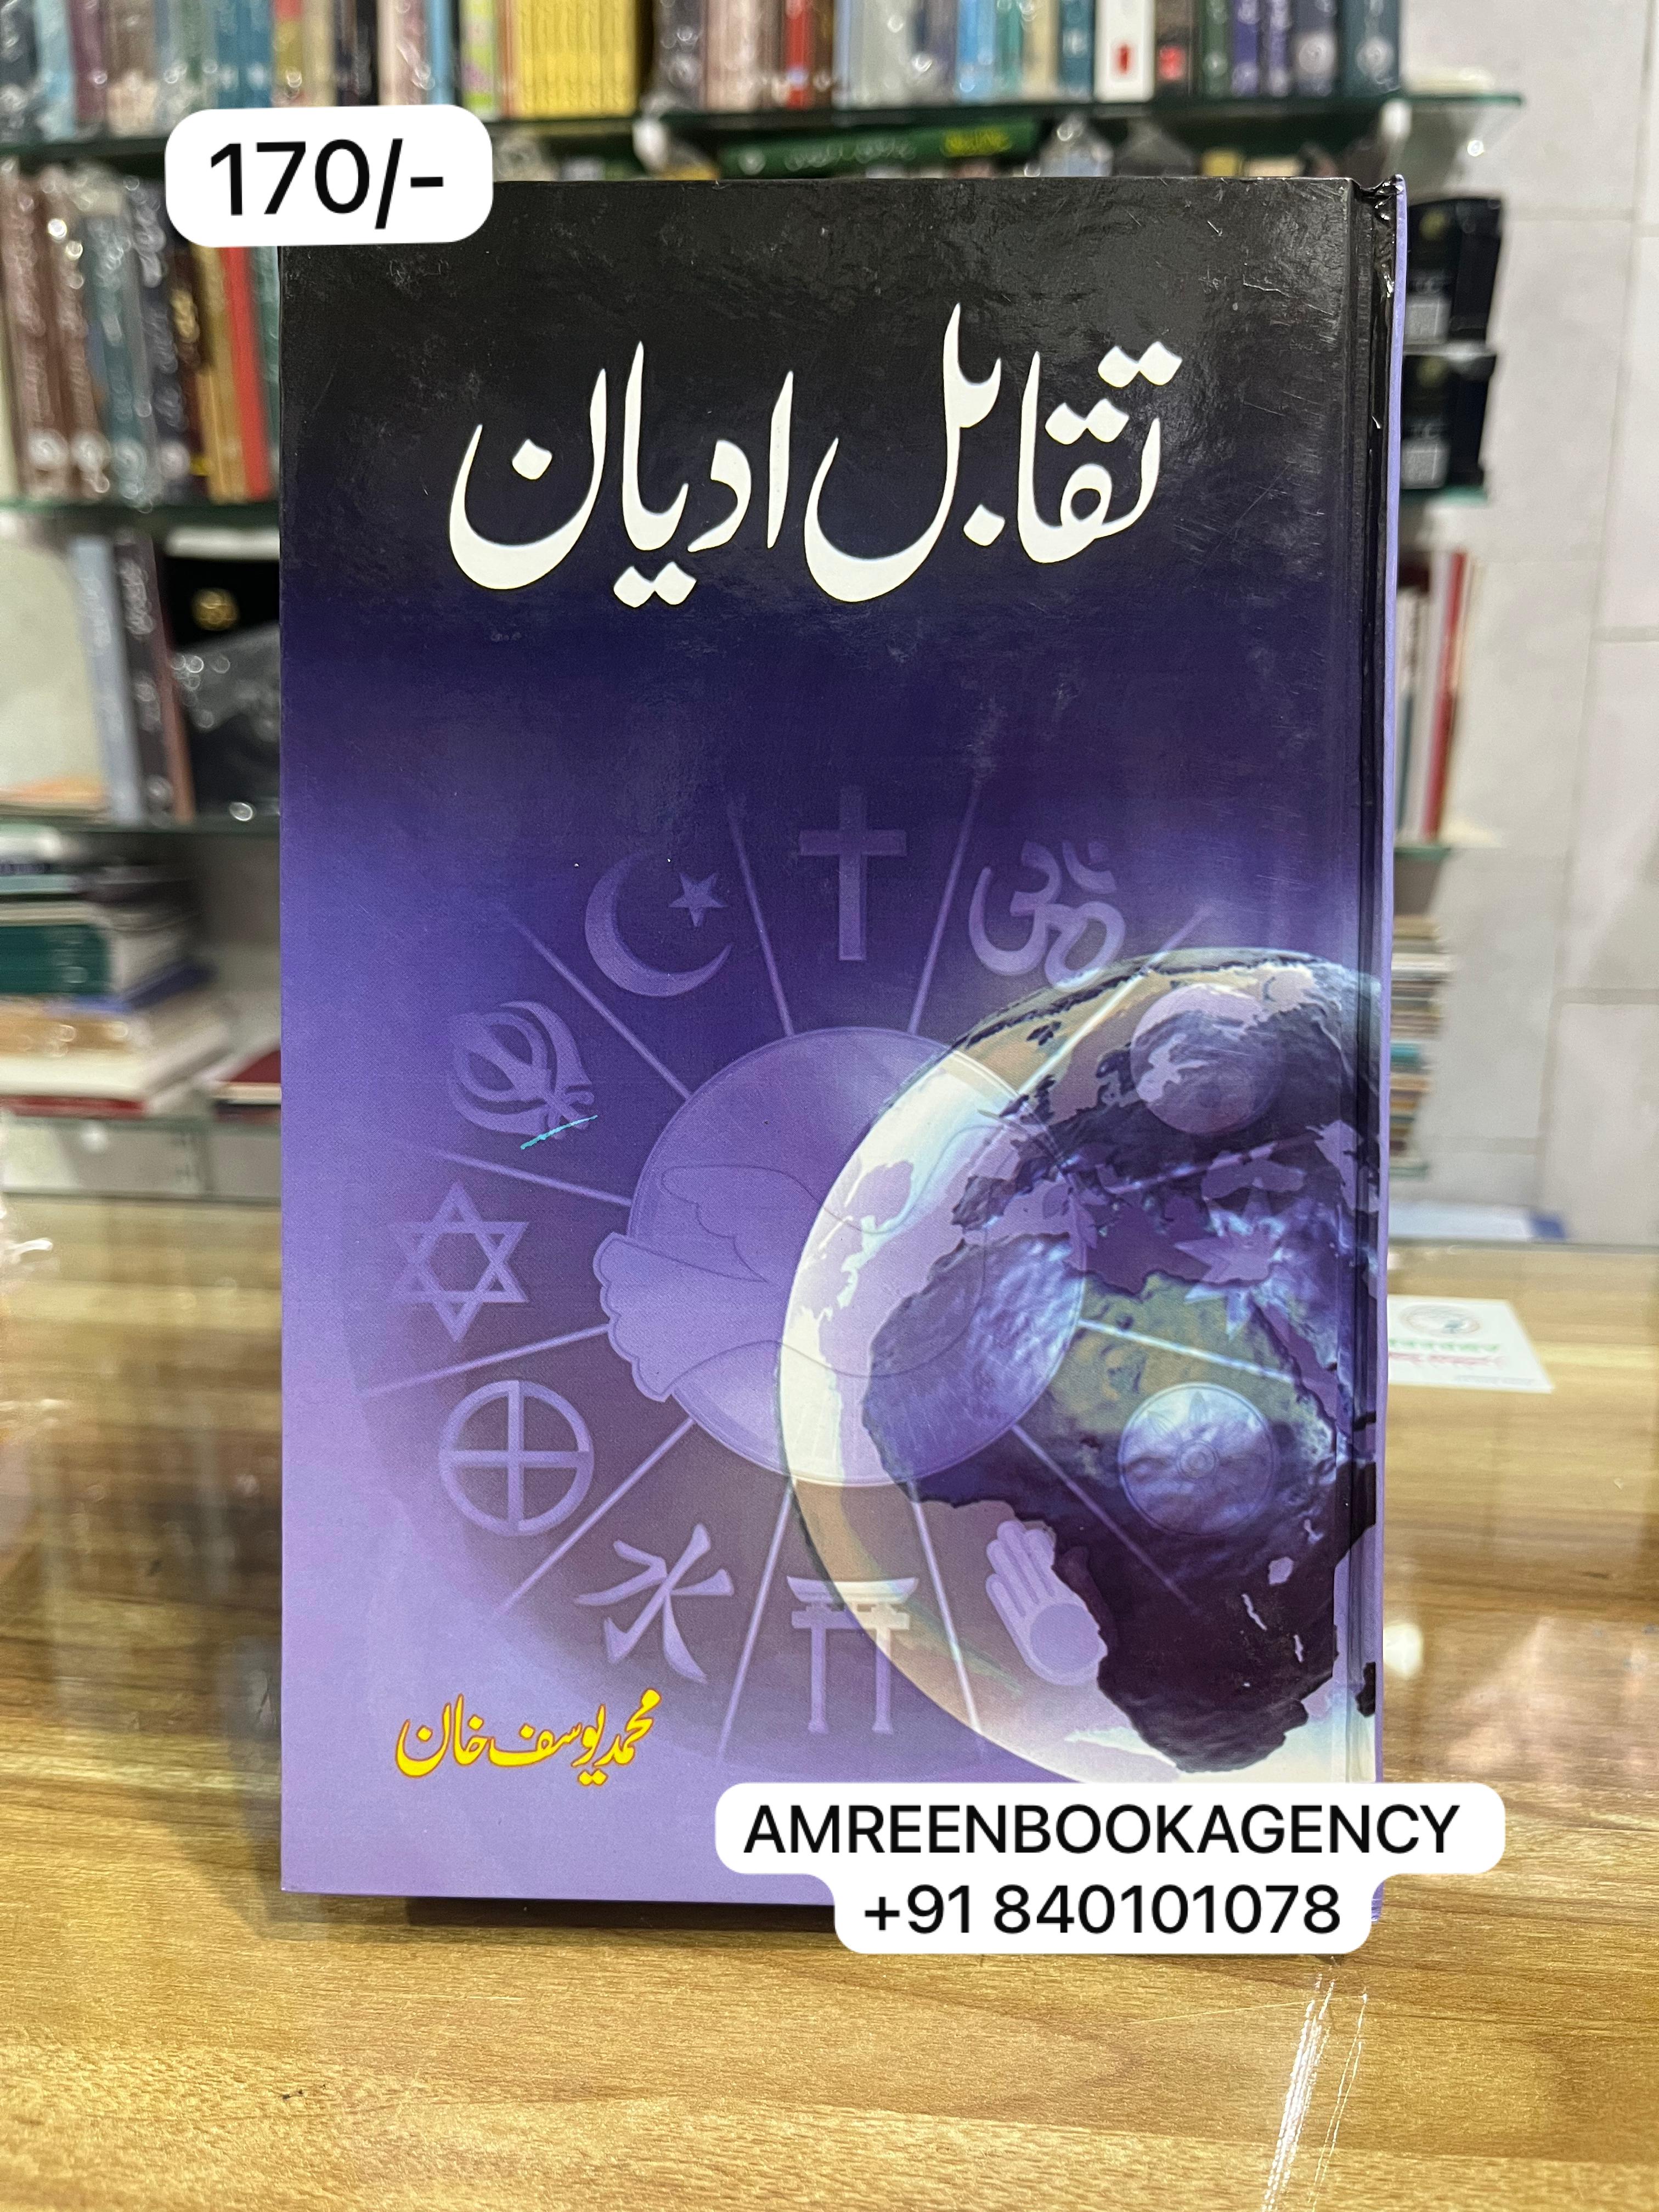 170/-
تقابل ادیان
محمد یوسف خان
AMREENBOOKAGENCY
+91 840101078